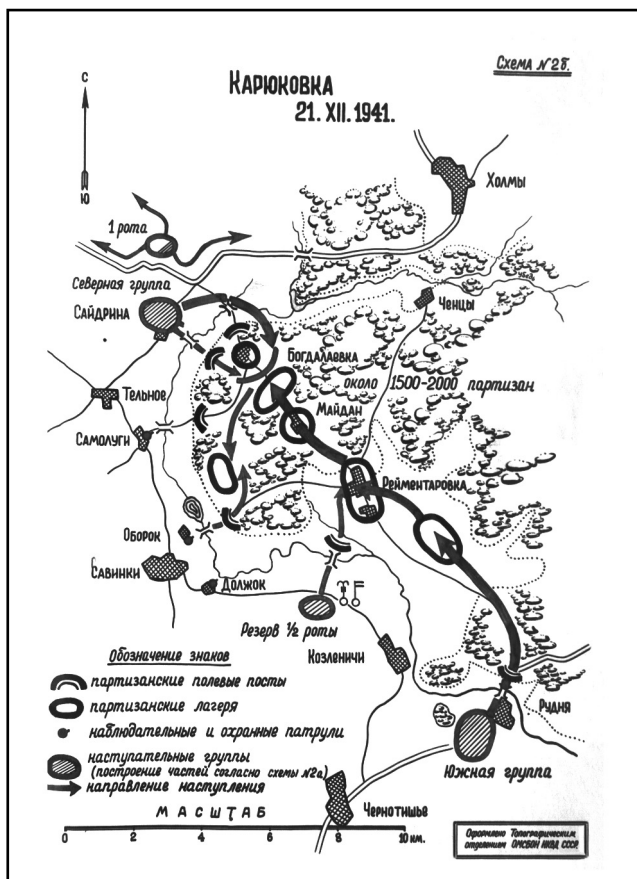 Схема №2б.
Карюковка
21. XII. 1941.
С
Ю
Холмы
1 рота
Северная группа
Сайдрина
Ченцы
Убедь
Богдалаевка
около 1500-2000 партизан
Тельное
Майдан
Самолуги
Рейментаровка
Оборок
Савинки
Должок
Резерв 1/2 роты
Козленичи
Обозначение знаков
партизанские полевые посты
партизанские лагеря
Рудня
наблюдательные и охранные патрули
наступательные группы
(построение частей согласно схемы №2а)
Южная группа
направление наступления
Масштаб
Чернотишье
0 2 4 6 8 10 км.
Оформлено Топографическим
отделением ОМСБОН НКВД СССР.